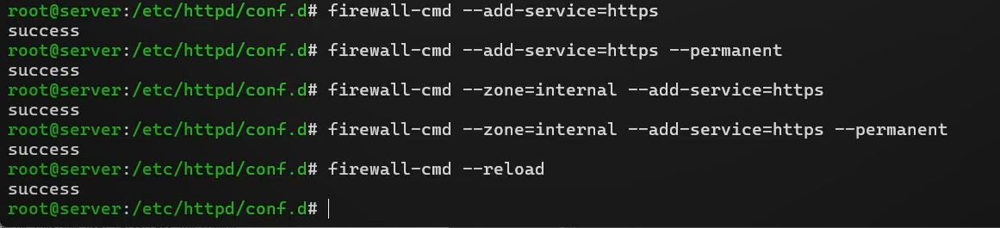 root@server:/etc/httpd/conf.d# firewall-cmd --add-service=https
success
root@server:/etc/httpd/conf.d# firewall-cmd --add-service=https --permanent
success
root@server:/etc/httpd/conf.d# firewall-cmd --zone=internal --add-service=https
success
root@server:/etc/httpd/conf.d# firewall-cmd --zone=internal --add-service=https --permanent
success
root@server:/etc/httpd/conf.d# firewall-cmd --reload
success
root@server:/etc/httpd/conf.d#